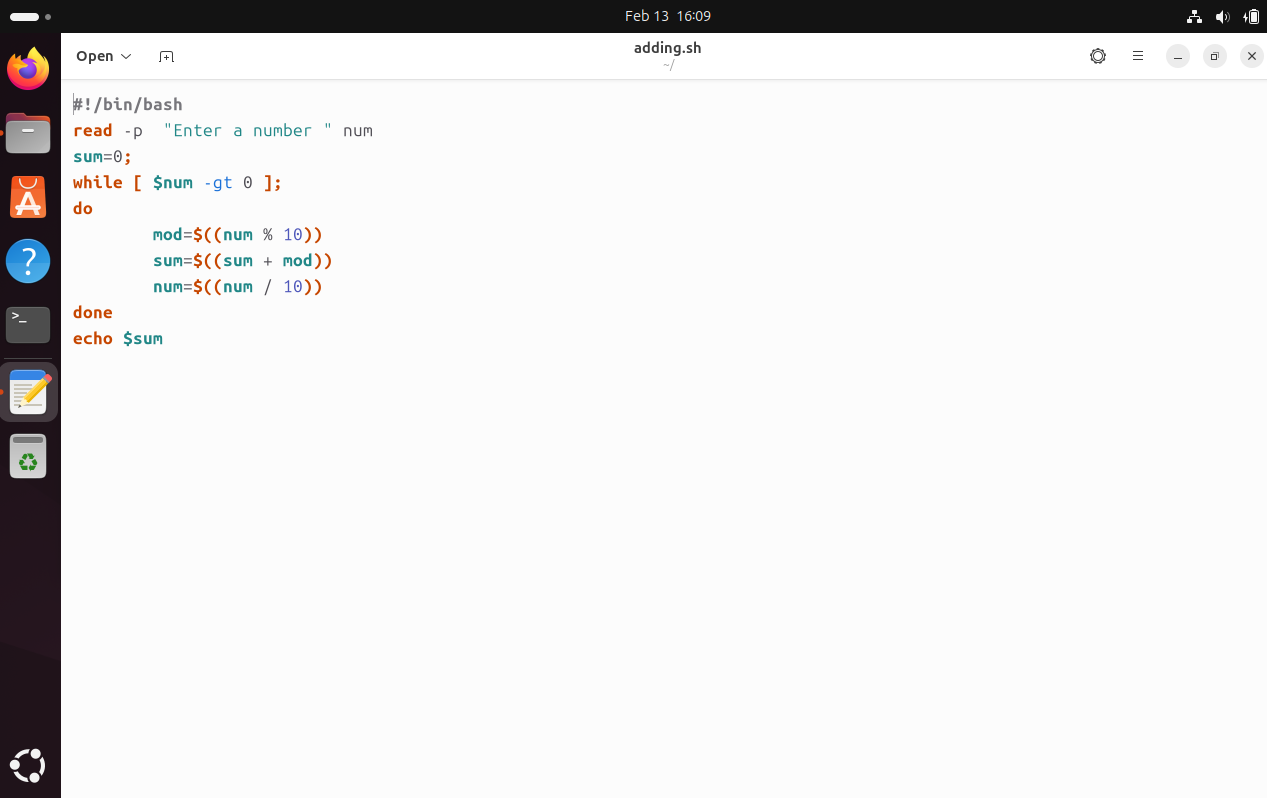 Feb 13 16:09
Open
adding.sh
~/
#!/bin/bash
read -p  "Enter a number " num
sum=0;
while [ $num -gt 0 ];
do
        mod=$((num % 10))
        sum=$((sum + mod))
        num=$((num / 10))
done
echo $sum